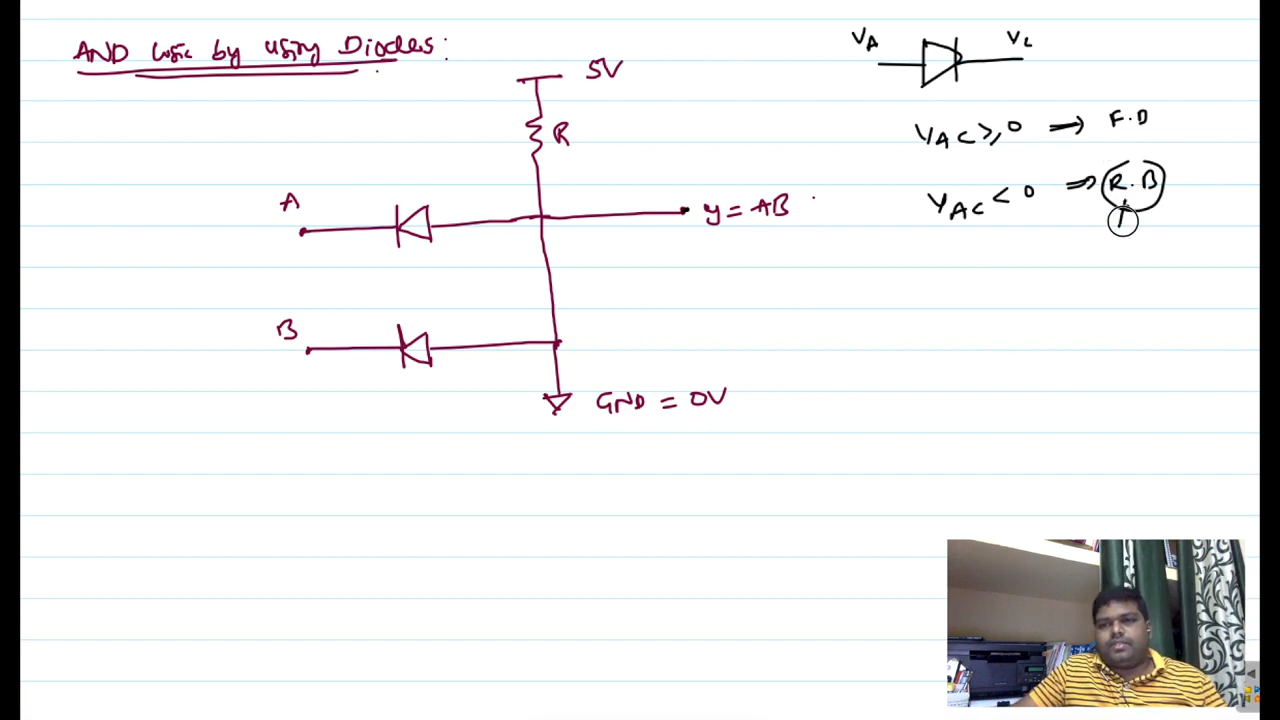 AND Logic by using Diodes:
5V
R
A
y = AB
B
GND = 0V
VA VC
VAC ≥ 0 ⇒ F.B
VAC < 0 ⇒ R.B